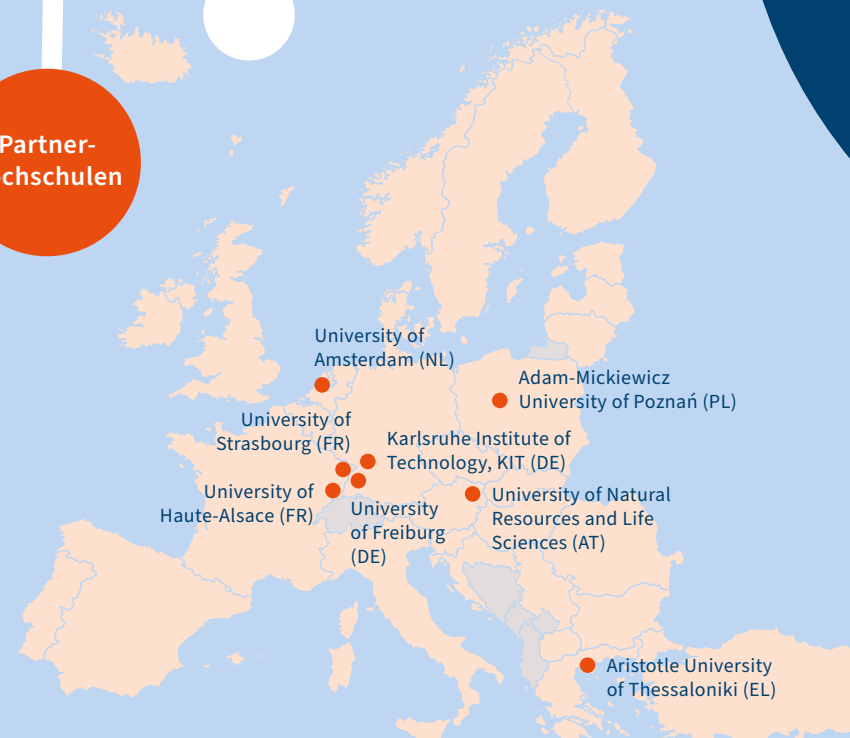 Partner-
chschulen
University of
Amsterdam (NL)
Adam-Mickiewicz
University of Poznań (PL)
University of
Strasbourg (FR)
Karlsruhe Institute of
Technology, KIT (DE)
University of
Haute-Alsace (FR)
University
of Freiburg
(DE)
University of Natural
Resources and Life
Sciences (AT)
Aristotle University
of Thessaloniki (EL)